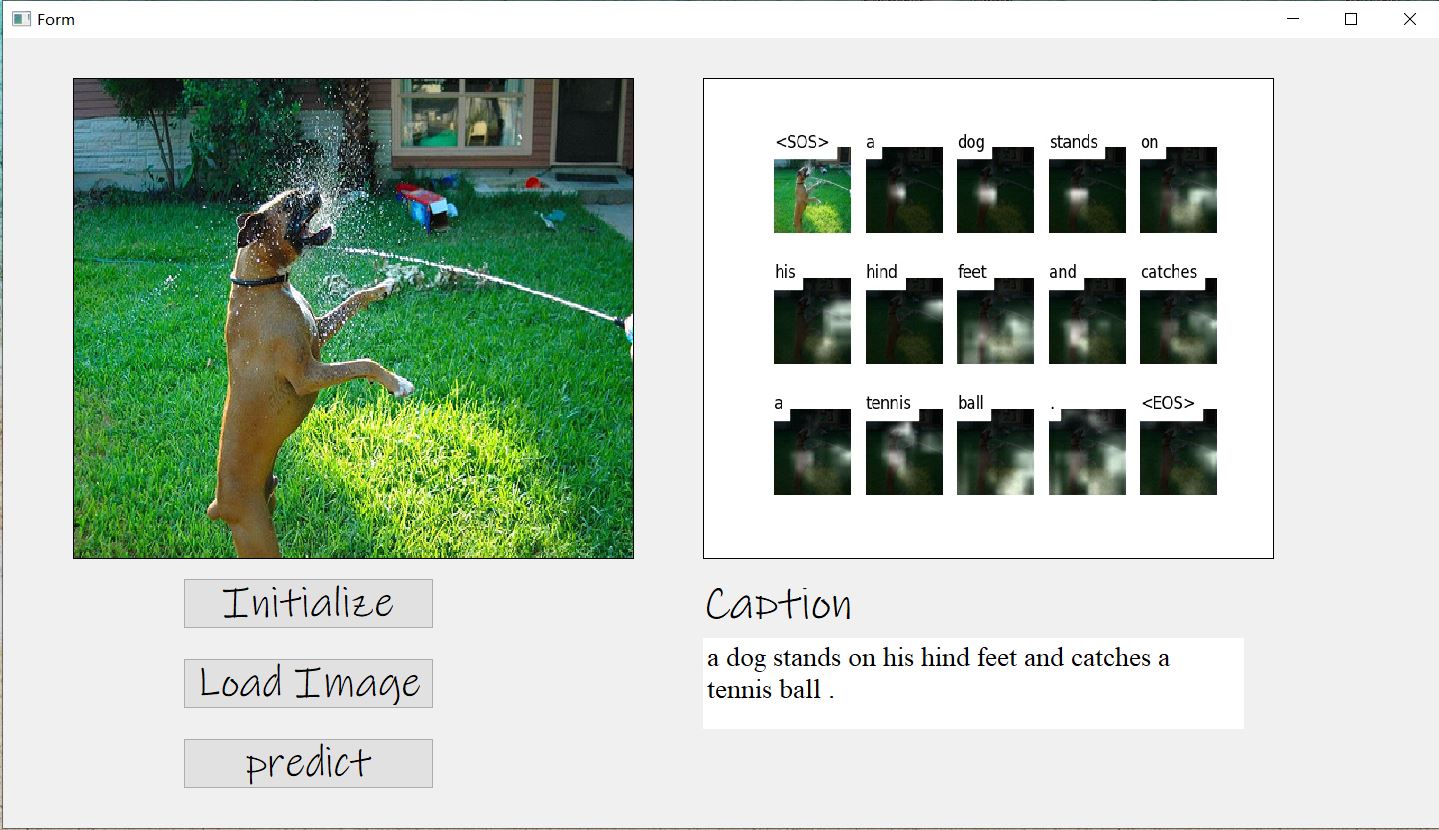 Form
<SOS> a dog stands on
his hind feet and catches
a tennis ball . <EOS>
Initialize
Load Image
predict
Caption
a dog stands on his hind feet and catches a
tennis ball .